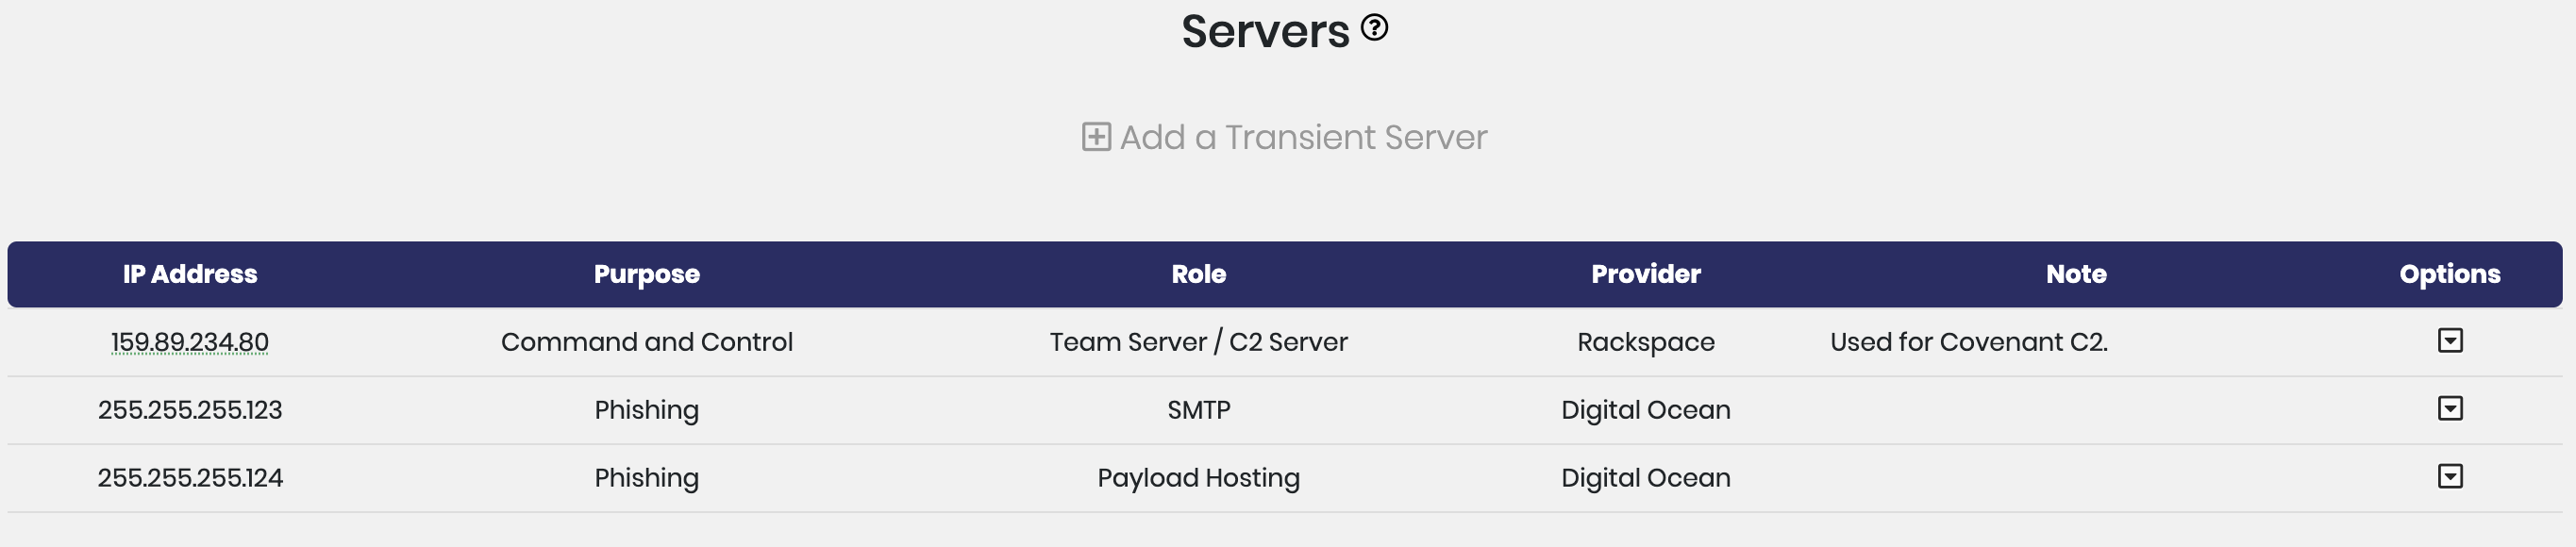 Servers
Add a Transient Server
IP Address Purpose Role Provider Note Options
159.89.234.80 Command and Control Team Server / C2 Server Rackspace Used for Covenant C2.
255.255.255.123 Phishing SMTP Digital Ocean
255.255.255.124 Phishing Payload Hosting Digital Ocean